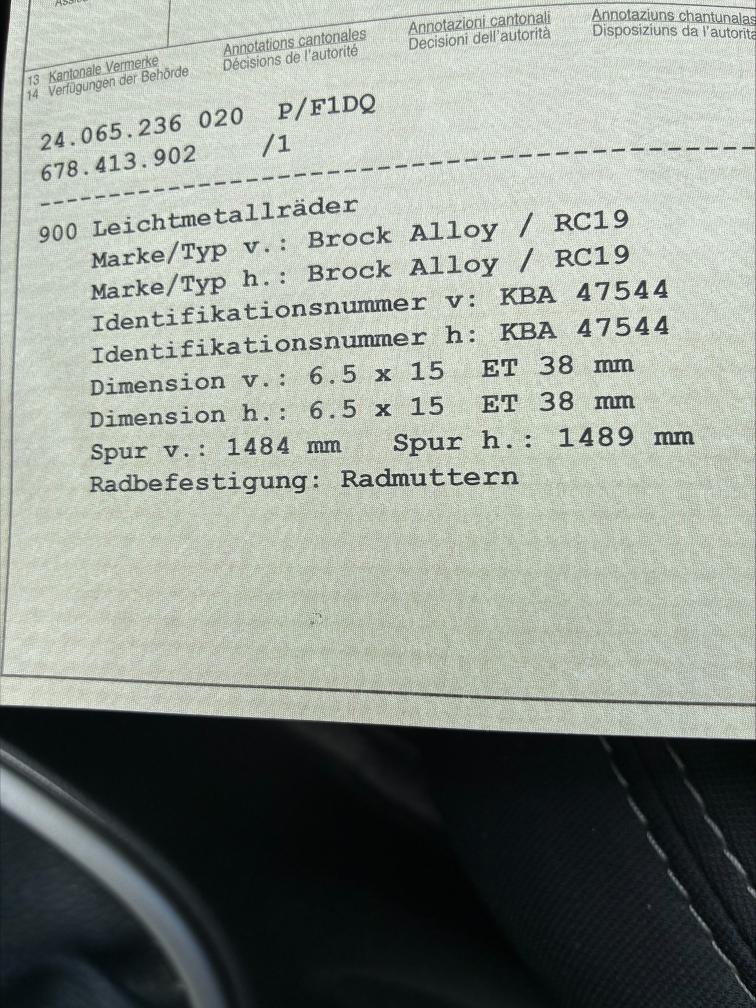 13 Kantonale Vermerke
14 Verfügungen der Behörde
Annotations cantonales
Décisions de l'autorité
Annotazioni cantonali
Decisioni dell'autorità
Annotaziuns chantunalas
Disposiziuns da l'autorita
24.065.236 020 P/F1DQ
678.413.902 /1
900 Leichtmetallräder
Marke/Typ v.: Brock Alloy / RC19
Marke/Typ h.: Brock Alloy / RC19
Identifikationsnummer v: KBA 47544
Identifikationsnummer h: KBA 47544
Dimension v.: 6.5 x 15 ET 38 mm
Dimension h.: 6.5 x 15 ET 38 mm
Spur v.: 1484 mm Spur h.: 1489 mm
Radbefestigung: Radmuttern